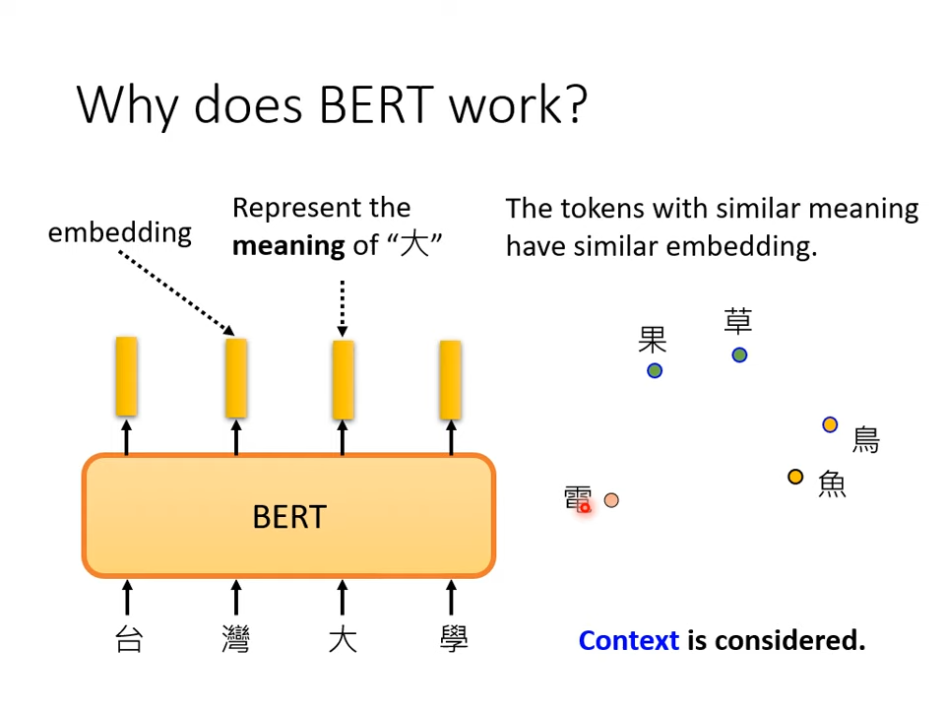 Why does BERT work?
embedding
Represent the
meaning of “大”
The tokens with similar meaning
have similar embedding.
果
草
鳥
魚
電
BERT
台 灣 大 學
Context is considered.